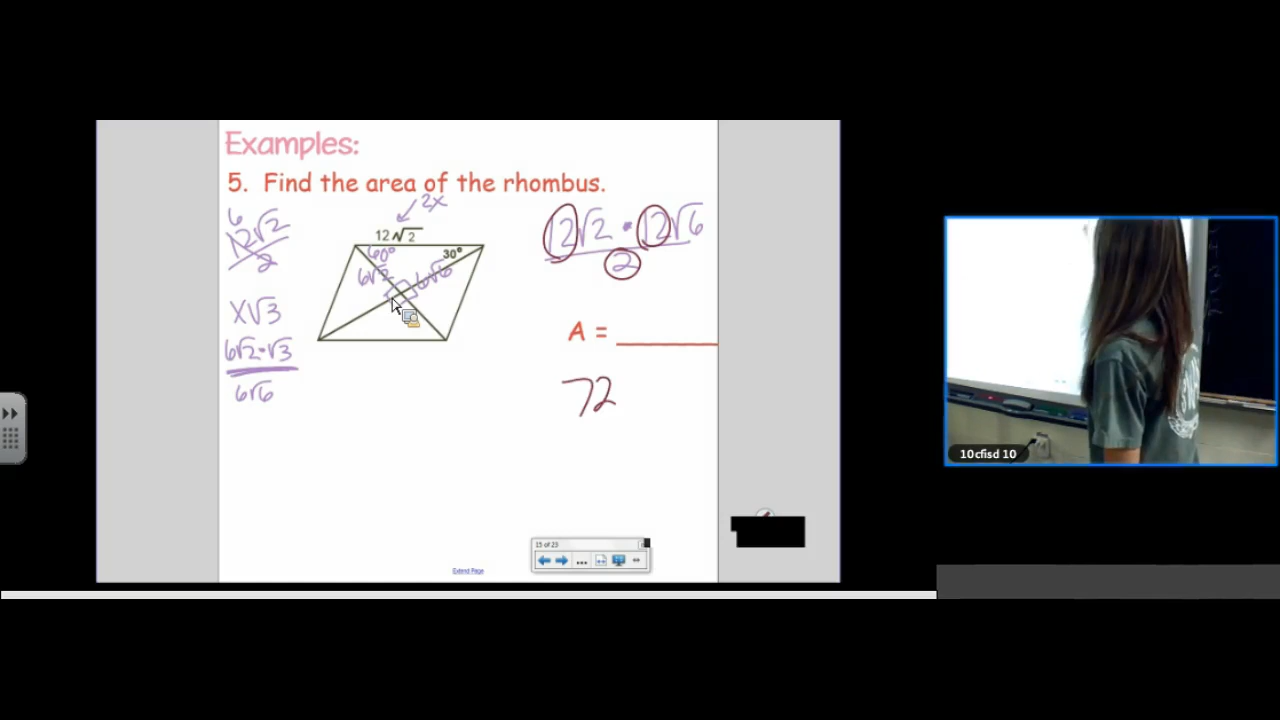 Examples:
5. Find the area of the rhombus.
2x
12√2
60°
30°
6√2
6√6
6
12√2
2
x√3
6√2·√3
6√6
12√2 · 12√6
2
A =
72
15 of 23
Extend Page
10cfisd 10